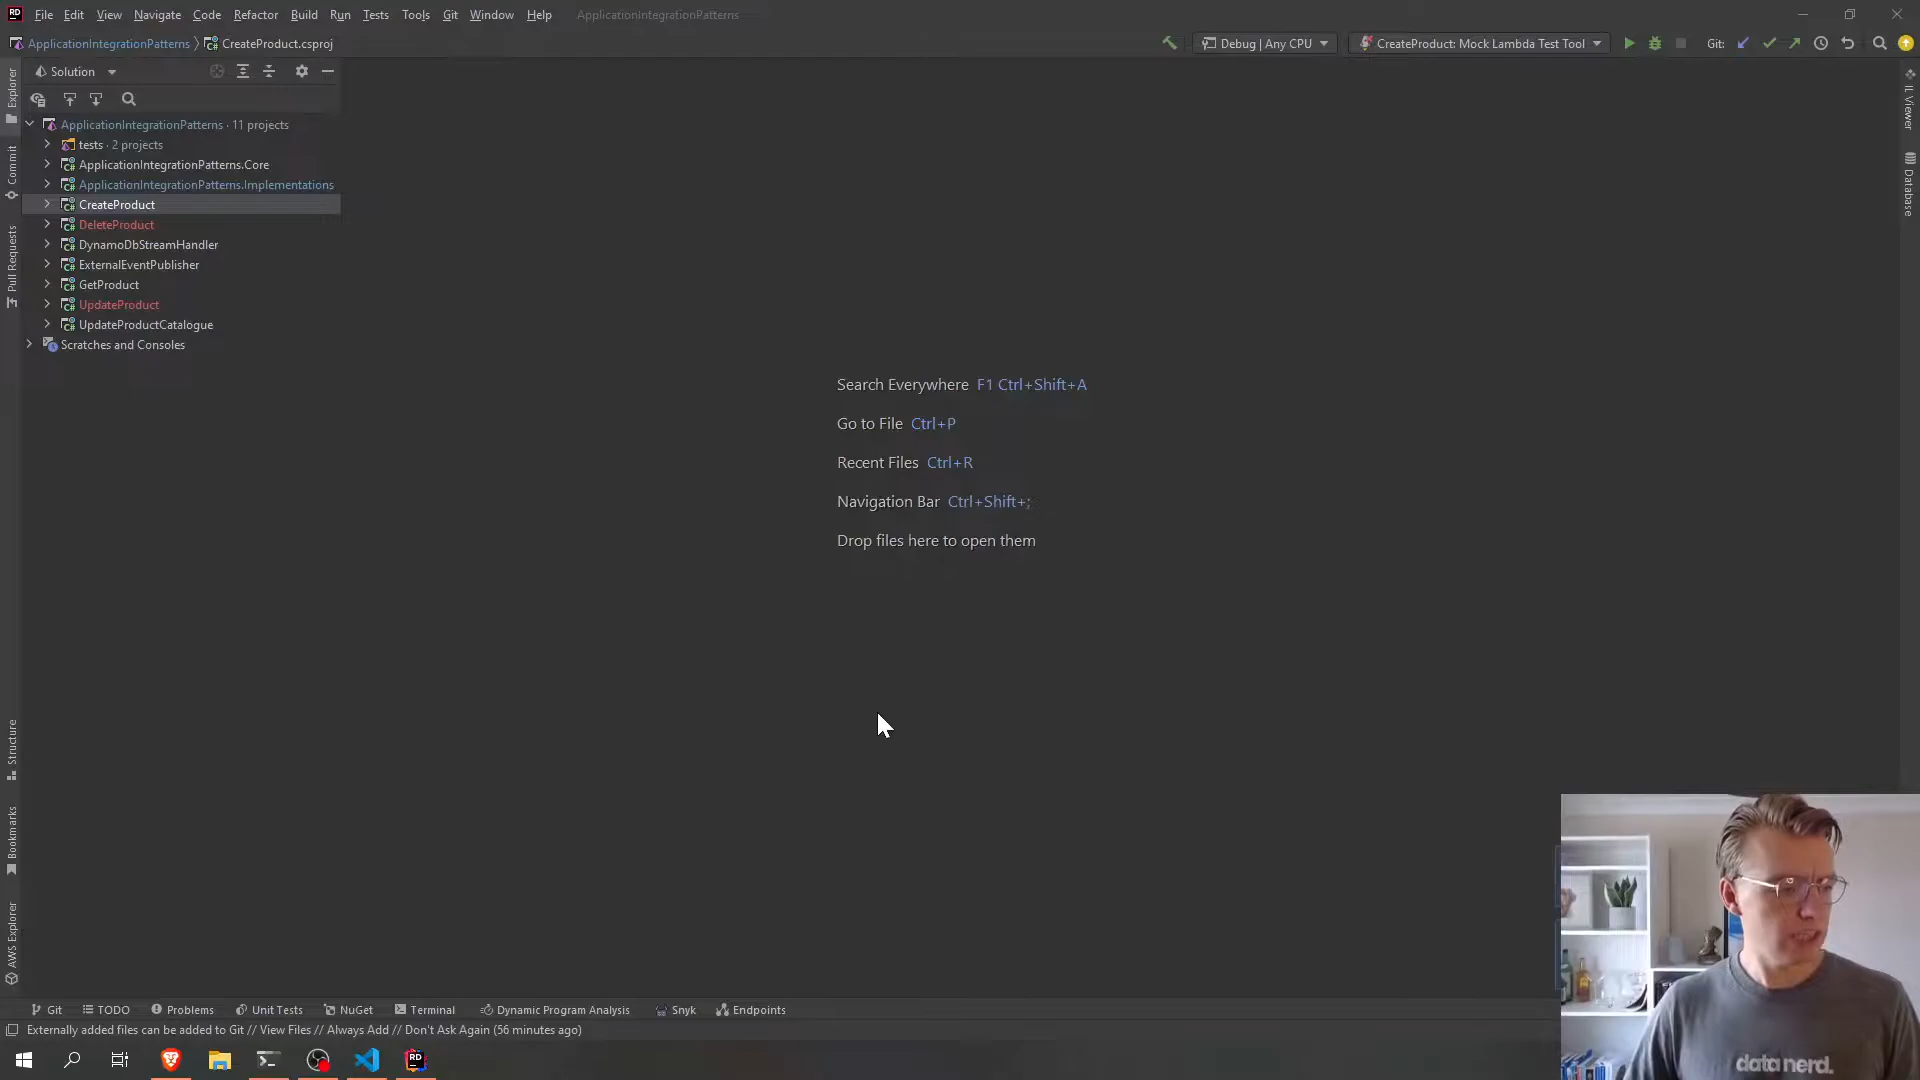 RD File Edit View Navigate Code Refactor Build Run Tests Tools Git Window Help ApplicationIntegrationPatterns
ApplicationIntegrationPatterns CreateProduct.csproj Debug | Any CPU CreateProduct: Mock Lambda Test Tool Git:
Solution
ApplicationIntegrationPatterns · 11 projects
tests · 2 projects
ApplicationIntegrationPatterns.Core
ApplicationIntegrationPatterns.Implementations
CreateProduct
DeleteProduct
DynamoDbStreamHandler
ExternalEventPublisher
GetProduct
UpdateProduct
UpdateProductCatalogue
Scratches and Consoles
Explorer
Commit
Pull Requests
Structure
Bookmarks
AWS Explorer
Search Everywhere F1 Ctrl+Shift+A
Go to File Ctrl+P
Recent Files Ctrl+R
Navigation Bar Ctrl+Shift+;
Drop files here to open them
IL Viewer
Database
data nerd.
Git TODO Problems Unit Tests NuGet Terminal Dynamic Program Analysis Snyk Endpoints
Externally added files can be added to Git // View Files // Always Add // Don't Ask Again (56 minutes ago)
RD